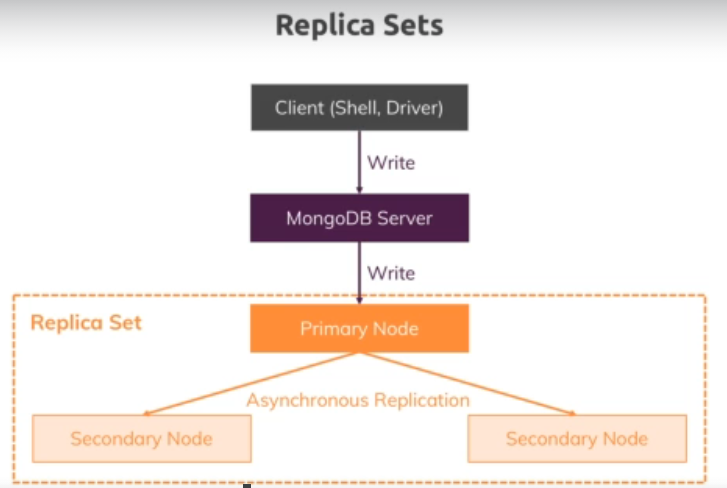 Replica Sets
Client (Shell, Driver)
Write
MongoDB Server
Write
Replica Set
Primary Node
Asynchronous Replication
Secondary Node
Secondary Node